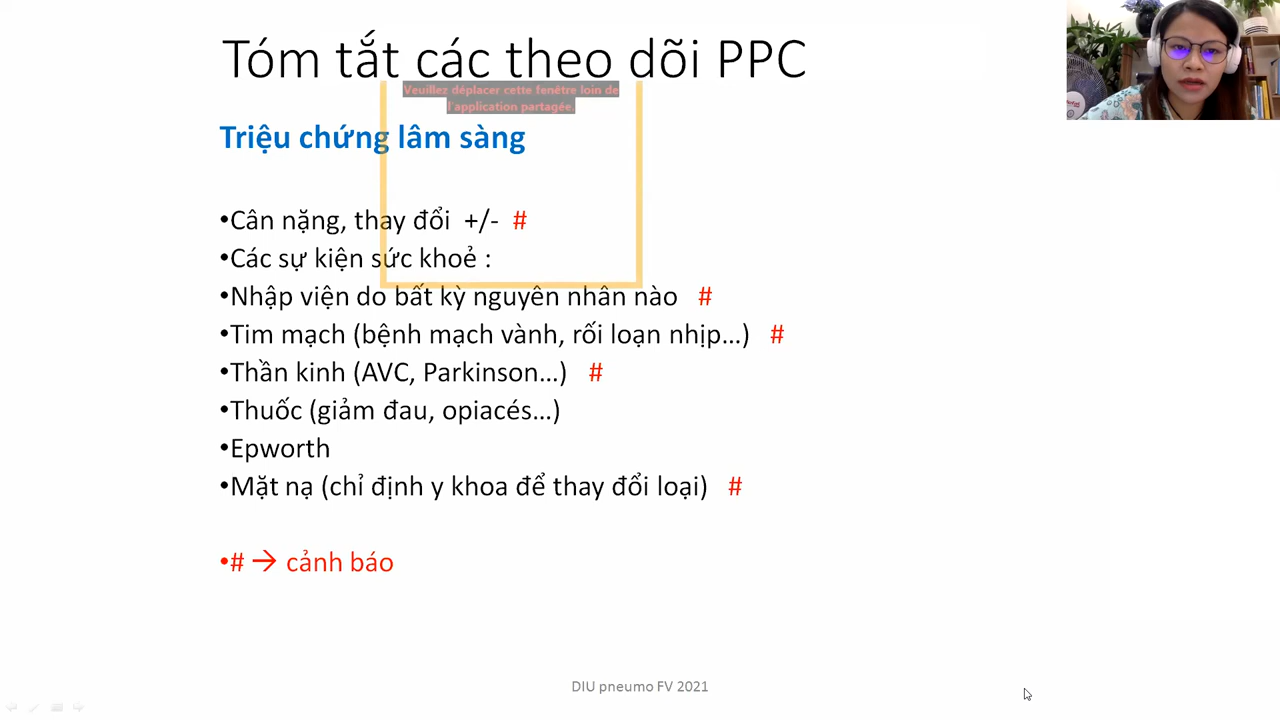 Tóm tắt các theo dõi PPC
Veuillez déplacer cette fenêtre loin de
l'application partagée.
Triệu chứng lâm sàng
•Cân nặng, thay đổi +/- #
•Các sự kiện sức khoẻ :
•Nhập viện do bất kỳ nguyên nhân nào #
•Tim mạch (bệnh mạch vành, rối loạn nhịp…) #
•Thần kinh (AVC, Parkinson…) #
•Thuốc (giảm đau, opiacés…)
•Epworth
•Mặt nạ (chỉ định y khoa để thay đổi loại) #
•# → cảnh báo
DIU pneumo FV 2021